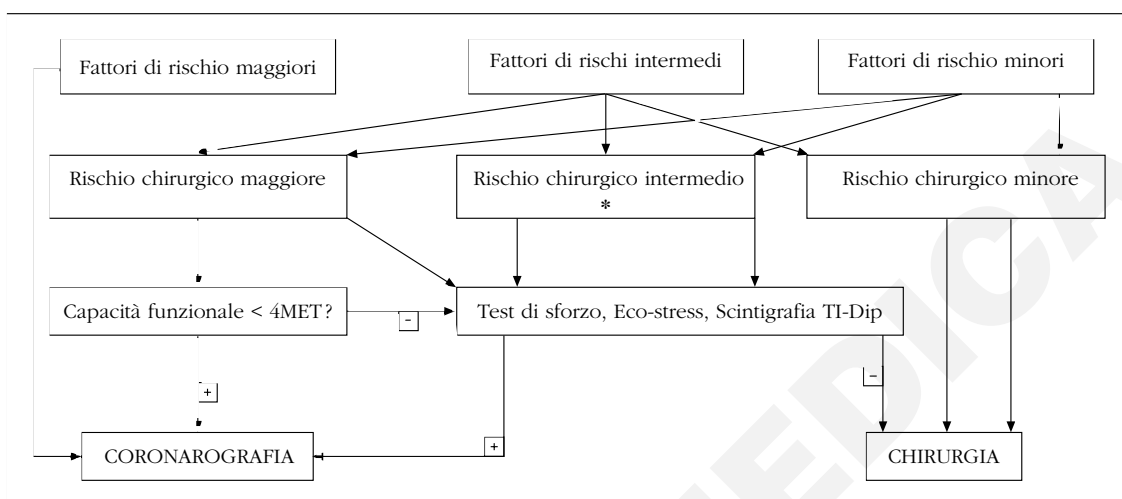 Fattori di rischio maggiori
Fattori di rischi intermedi
Fattori di rischio minori
Rischio chirurgico maggiore
Rischio chirurgico intermedio
*
Rischio chirurgico minore
Capacità funzionale < 4MET?
-
Test di sforzo, Eco-stress, Scintigrafia TI-Dip
-
+
+
CORONAROGRAFIA
CHIRURGIA
MEDICA